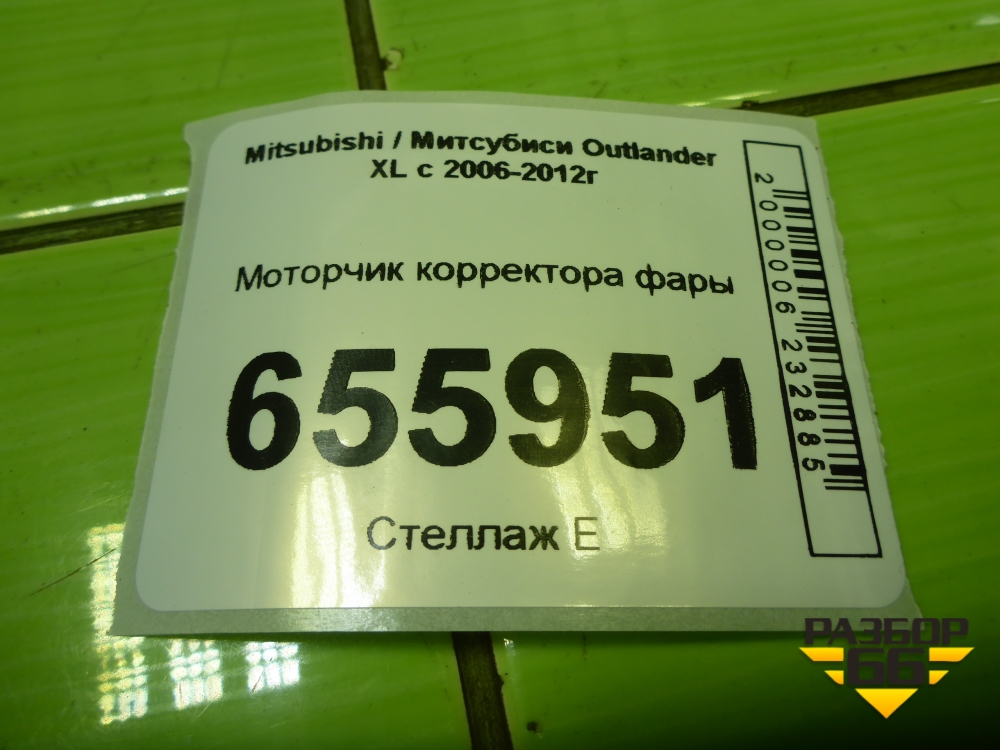 Mitsubishi / Митсубиси Outlander
XL с 2006-2012г
Моторчик корректора фары
655951
Стеллаж Е
2000006232885
РАЗБОР
66